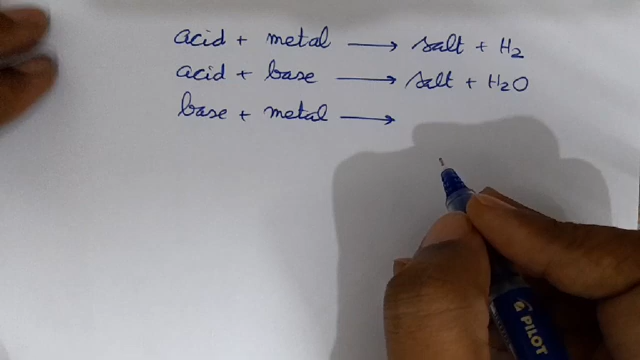 acid + metal ⟶ salt + H₂
acid + base ⟶ salt + H₂O
base + metal ⟶
PILOT